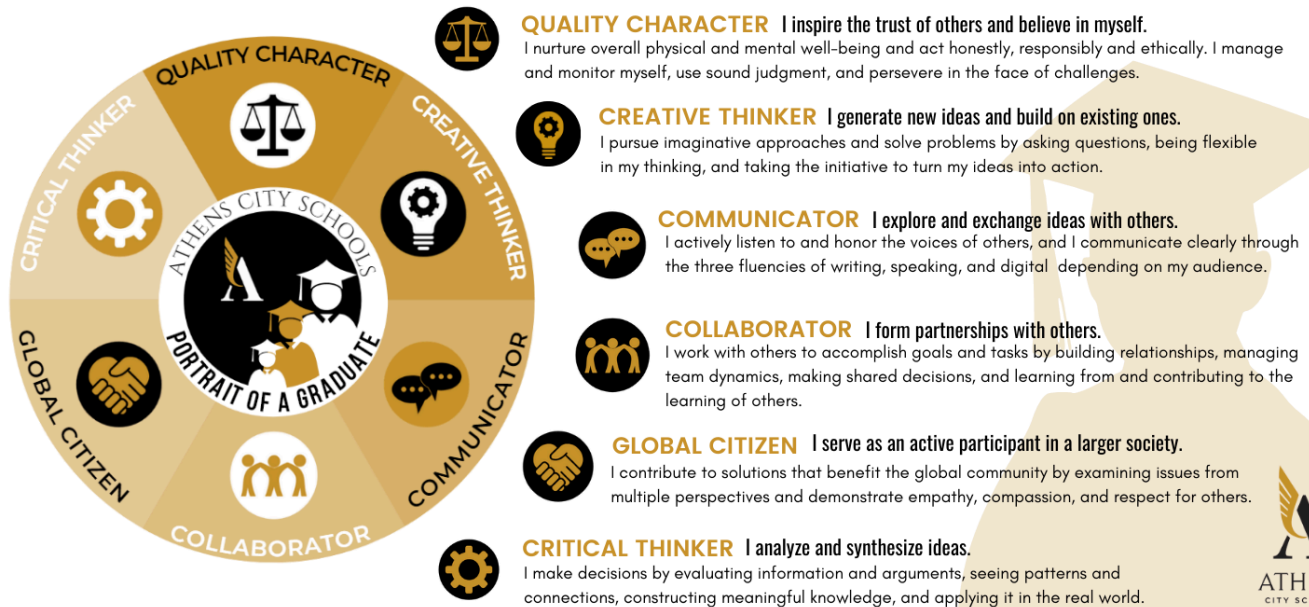 QUALITY CHARACTER
CREATIVE THINKER
COMMUNICATOR
COLLABORATOR
GLOBAL CITIZEN
CRITICAL THINKER
ATHENS CITY SCHOOLS
A
PORTRAIT OF A GRADUATE
QUALITY CHARACTER I inspire the trust of others and believe in myself.
I nurture overall physical and mental well-being and act honestly, responsibly and ethically. I manage
and monitor myself, use sound judgment, and persevere in the face of challenges.
CREATIVE THINKER I generate new ideas and build on existing ones.
I pursue imaginative approaches and solve problems by asking questions, being flexible
in my thinking, and taking the initiative to turn my ideas into action.
COMMUNICATOR I explore and exchange ideas with others.
I actively listen to and honor the voices of others, and I communicate clearly through
the three fluencies of writing, speaking, and digital depending on my audience.
COLLABORATOR I form partnerships with others.
I work with others to accomplish goals and tasks by building relationships, managing
team dynamics, making shared decisions, and learning from and contributing to the
learning of others.
GLOBAL CITIZEN I serve as an active participant in a larger society.
I contribute to solutions that benefit the global community by examining issues from
multiple perspectives and demonstrate empathy, compassion, and respect for others.
CRITICAL THINKER I analyze and synthesize ideas.
I make decisions by evaluating information and arguments, seeing patterns and
connections, constructing meaningful knowledge, and applying it in the real world.
A
ATH
CITY SC